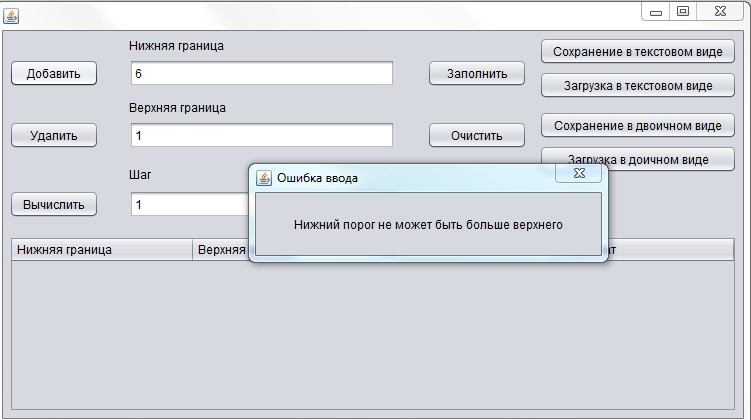 Нижняя граница
Добавить
6
Заполнить
Сохранение в текстовом виде
Загрузка в текстовом виде
Верхняя граница
Удалить
1
Очистить
Сохранение в двоичном виде
Загрузка в доичном виде
Шаг
Вычислить
1
Ошибка ввода
Нижний порог не может быть больше верхнего
Нижняя граница
Верхняя